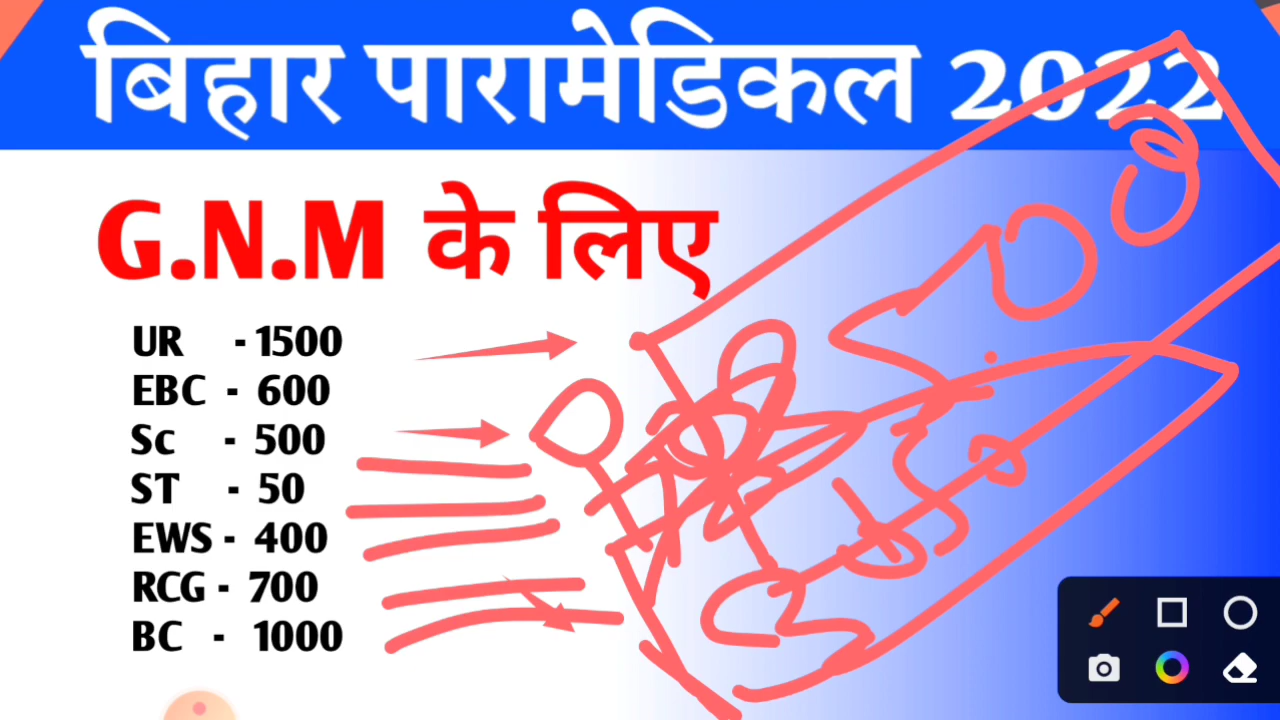 बिहार पारामेडिकल 2022
G.N.M के लिए
UR - 1500
EBC - 600
Sc - 500
ST - 50
EWS - 400
RCG - 700
BC - 1000